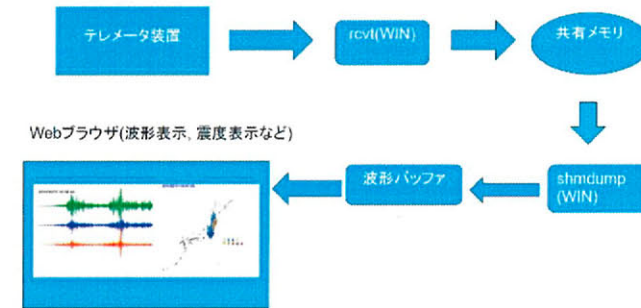 テレメータ装置
rcvt(WIN)
共有メモリ
Webブラウザ(波形表示, 震度表示など)
波形バッファ
shmdump
(WIN)